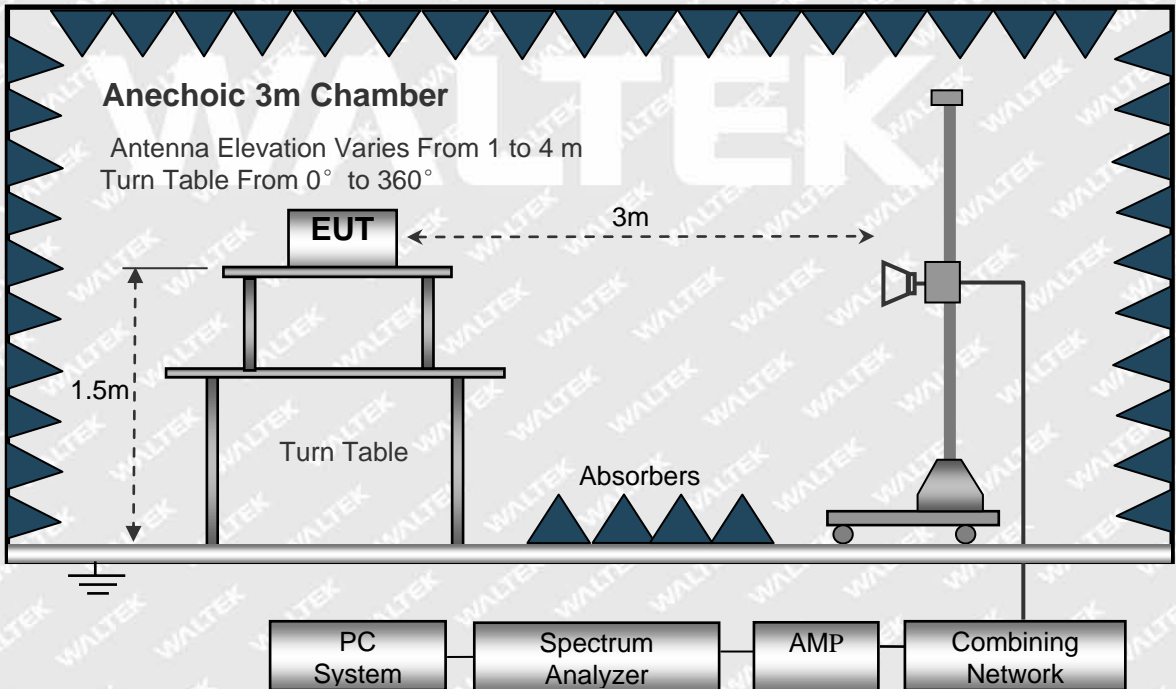 WALTEK
Anechoic 3m Chamber
Antenna Elevation Varies From 1 to 4 m
Turn Table From 0° to 360°
EUT
3m
1.5m
Turn Table
Absorbers
PC
System
Spectrum
Analyzer
AMP
Combining
Network